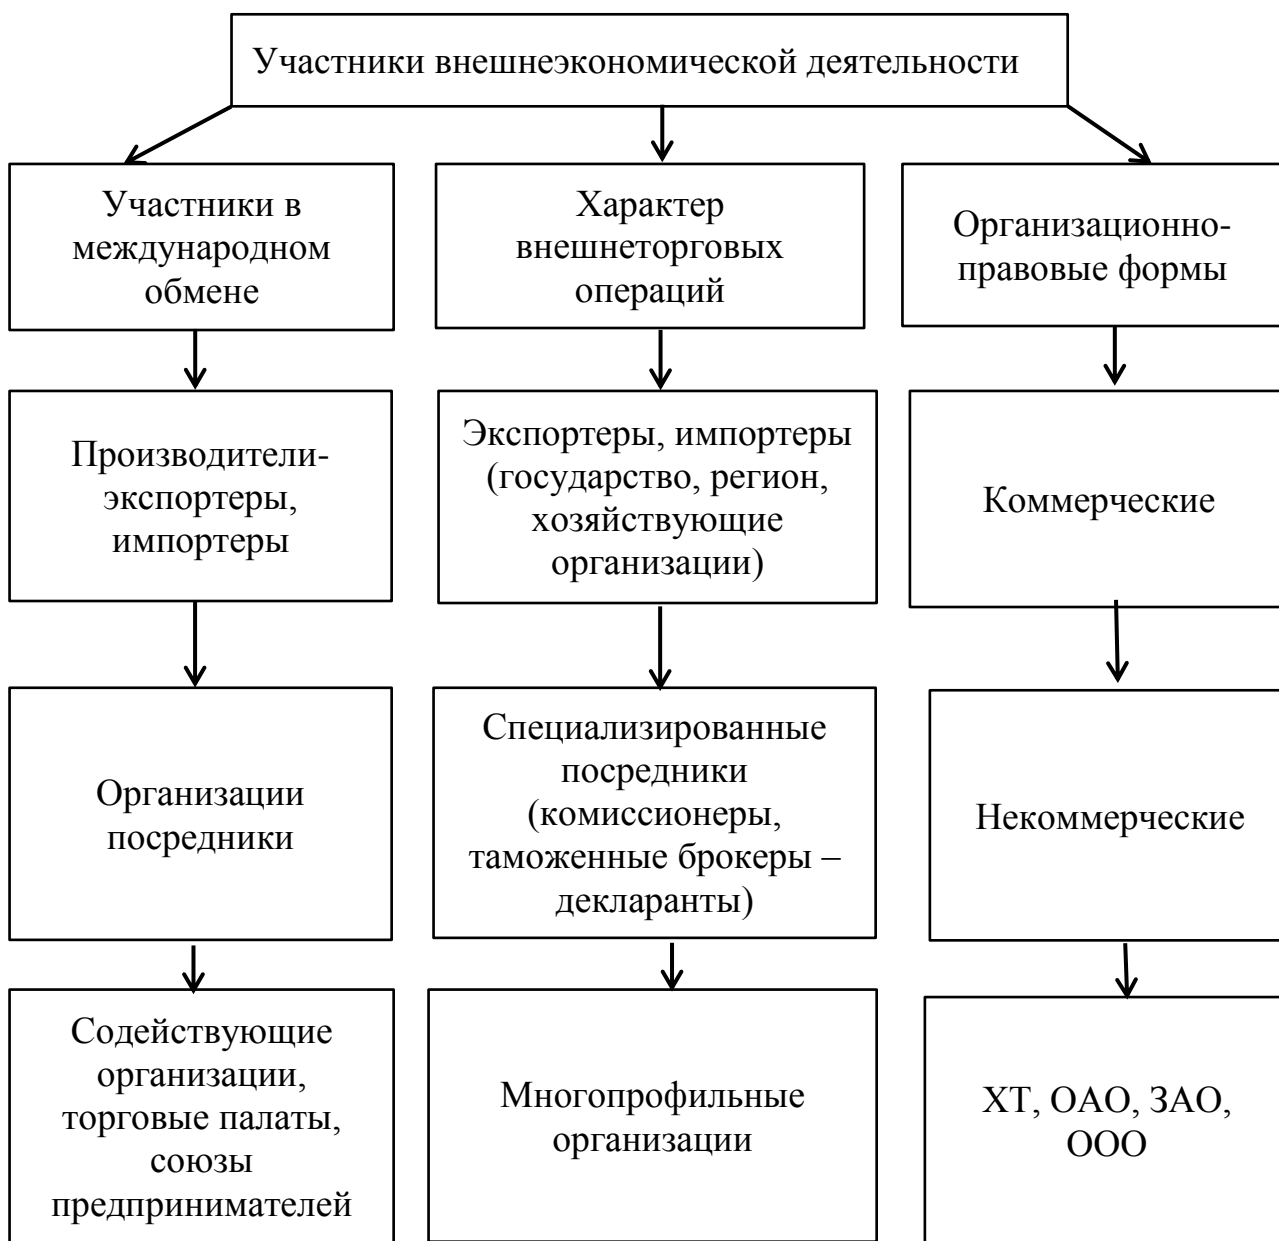 Участники внешнеэкономической деятельности
Участники в
международном
обмене
Характер
внешнеторговых
операций
Организационно-
правовые формы
Производители-
экспортеры,
импортеры
Экспортеры, импортеры
(государство, регион,
хозяйствующие
организации)
Коммерческие
Организации
посредники
Специализированные
посредники
(комиссионеры,
таможенные брокеры –
декларанты)
Некоммерческие
Содействующие
организации,
торговые палаты,
союзы
предпринимателей
Многопрофильные
организации
ХТ, ОАО, ЗАО,
ООО